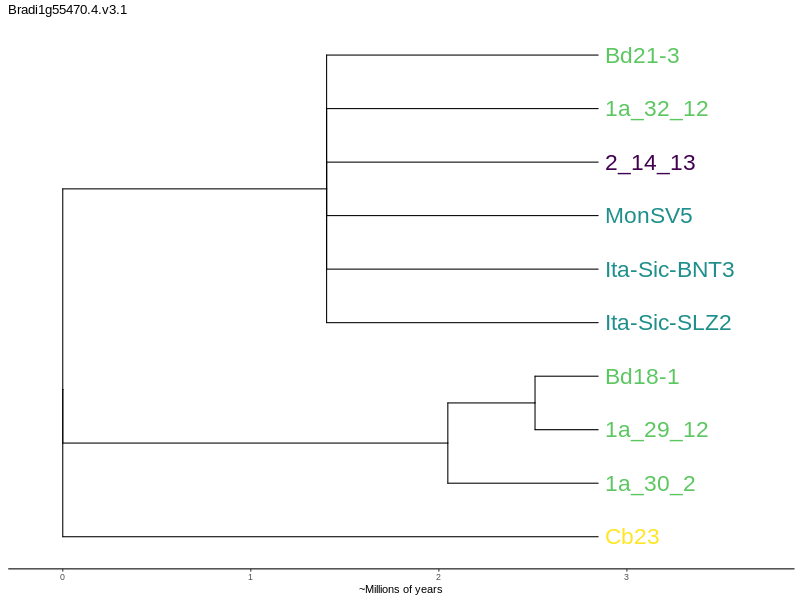 Bradi1g55470.4.v3.1
Bd21-3
1a_32_12
2_14_13
MonSV5
Ita-Sic-BNT3
Ita-Sic-SLZ2
Bd18-1
1a_29_12
1a_30_2
Cb23
0 1 2 3
~Millions of years